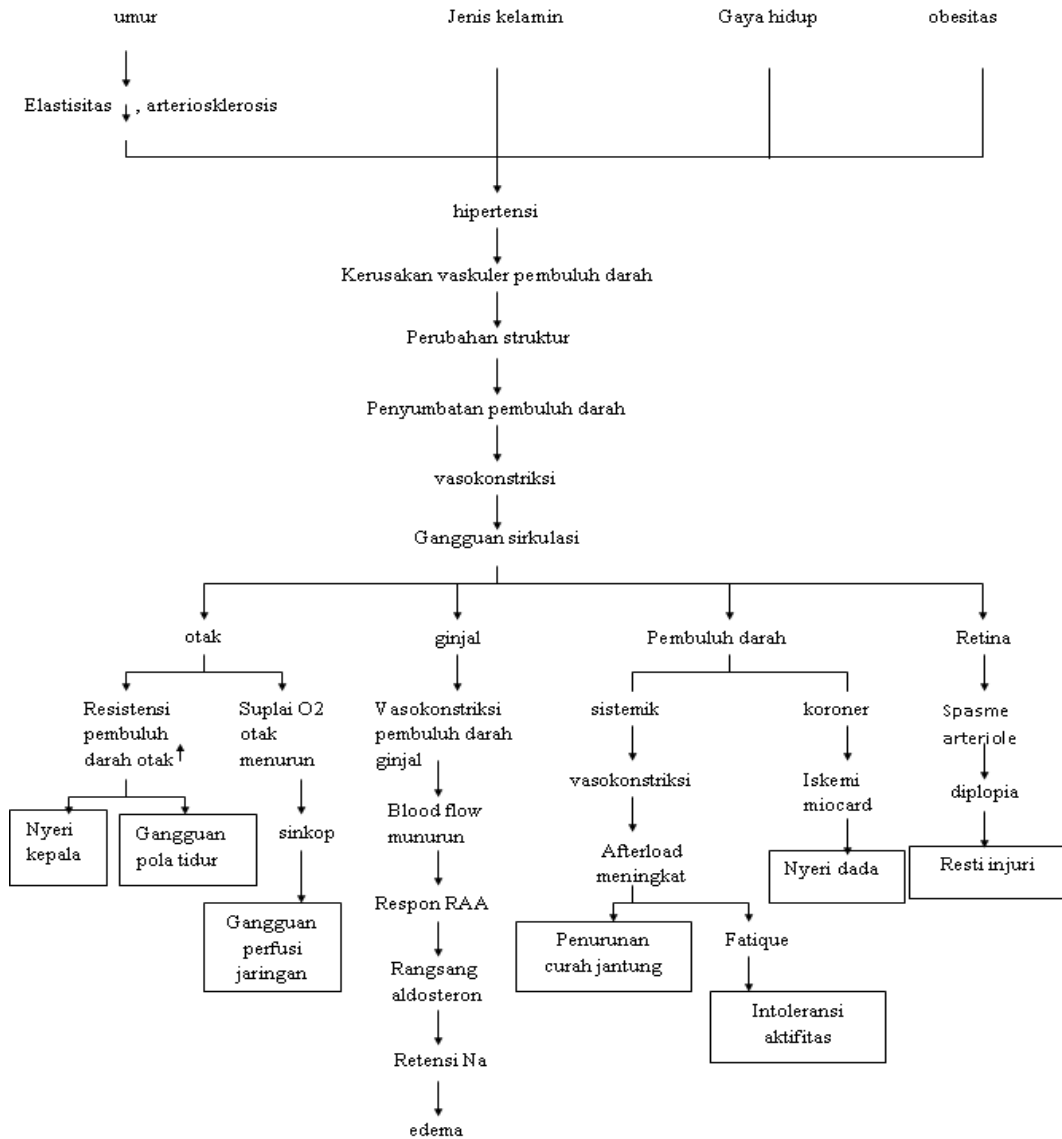 umur
Jenis kelamin
Gaya hidup
obesitas
Elastisitas ↓, arteriosklerosis
hipertensi
Kerusakan vaskuler pembuluh darah
Perubahan struktur
Penyumbatan pembuluh darah
vasokonstriksi
Gangguan sirkulasi
otak
ginjal
Pembuluh darah
Retina
Resistensi
pembuluh
darah otak ↑
Suplai O2
otak
menurun
Vasokonstriksi
pembuluh darah
ginjal
sistemik
koroner
Spasme
arteriole
Nyeri
kepala
Gangguan
pola tidur
sinkop
Gangguan
perfusi
jaringan
Blood flow
munurun
Respon RAA
Rangsang
aldosteron
Retensi Na
edema
vasokonstriksi
Afterload
meningkat
Penurunan
curah jantung
Fatique
Intoleransi
aktifitas
Iskemi
miocard
Nyeri dada
diplopia
Resti injuri